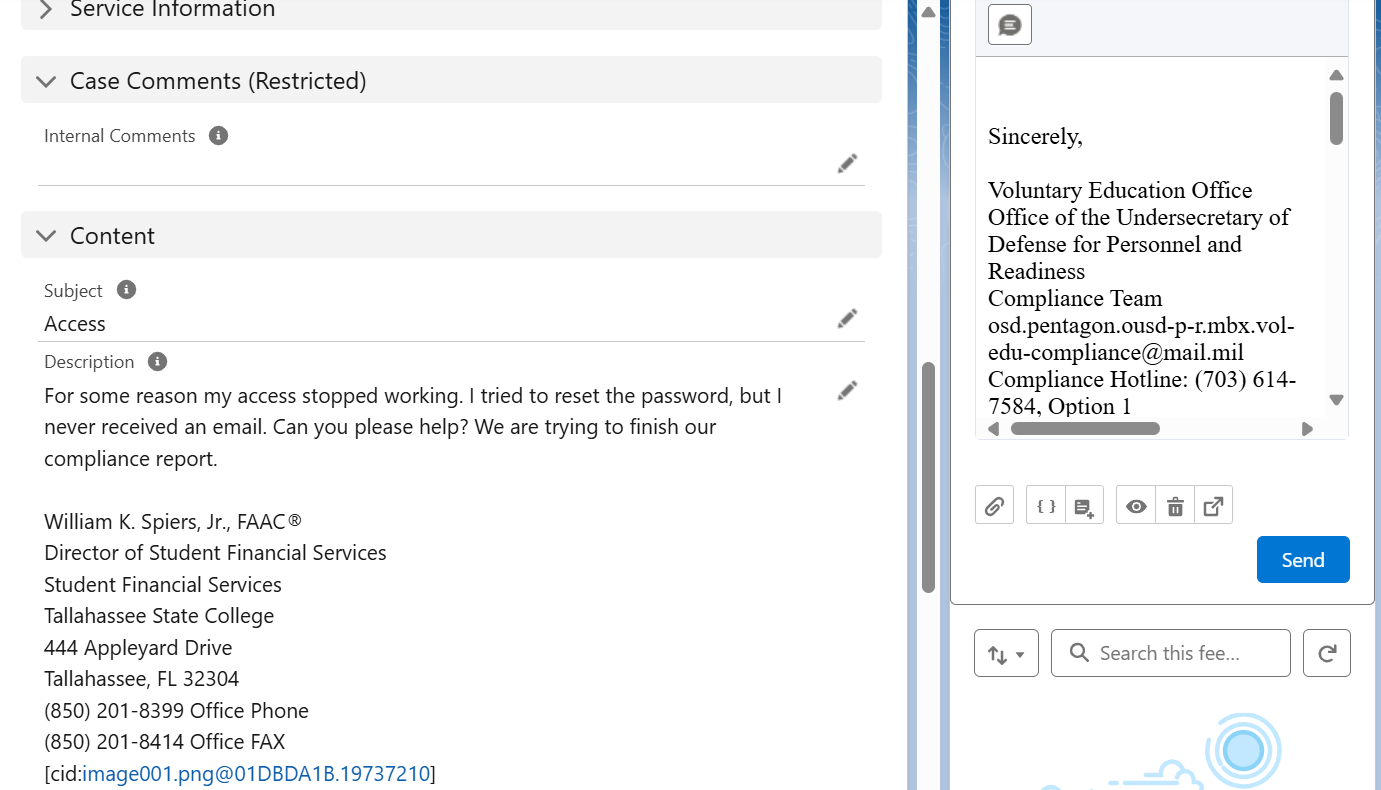 Service Information
Case Comments (Restricted)
Internal Comments
Content
Subject
Access
Description
For some reason my access stopped working. I tried to reset the password, but I
never received an email. Can you please help? We are trying to finish our
compliance report.
William K. Spiers, Jr., FAAC®
Director of Student Financial Services
Student Financial Services
Tallahassee State College
444 Appleyard Drive
Tallahassee, FL 32304
(850) 201-8399 Office Phone
(850) 201-8414 Office FAX
[cid:image001.png@01DBDA1B.19737210]
Sincerely,
Voluntary Education Office
Office of the Undersecretary of
Defense for Personnel and
Readiness
Compliance Team
osd.pentagon.ousd-p-r.mbx.vol-
edu-compliance@mail.mil
Compliance Hotline: (703) 614-
7584, Option 1
Send
Search this fee...